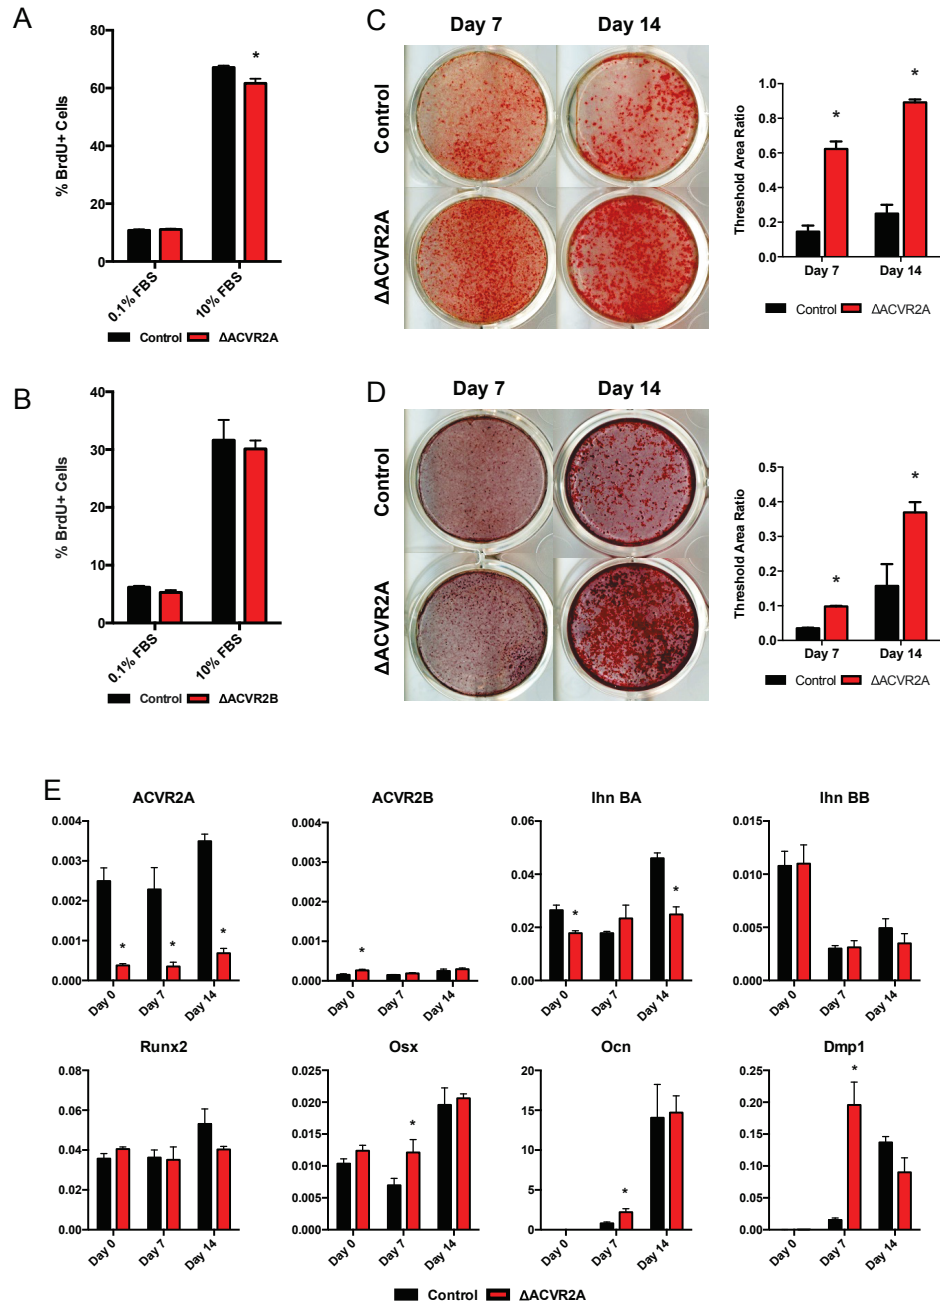 A
80
60
40
20
0
% BrdU+ Cells
*
0.1% FBS
10% FBS
Control
ΔACVR2A
B
40
30
20
10
0
% BrdU+ Cells
0.1% FBS
10% FBS
Control
ΔACVR2B
C
Day 7
Day 14
Control
ΔACVR2A
Threshold Area Ratio
1.0
0.8
0.6
0.4
0.2
0.0
*
*
Day 7
Day 14
Control
ΔACVR2A
D
Day 7
Day 14
Control
ΔACVR2A
Threshold Area Ratio
0.5
0.4
0.3
0.2
0.1
0.0
*
*
Day 7
Day 14
Control
ΔACVR2A
E
ACVR2A
0.004
0.003
0.002
0.001
0.000
*
*
*
Day 0
Day 7
Day 14
ACVR2B
0.004
0.003
0.002
0.001
0.000
*
Day 0
Day 7
Day 14
Ihn BA
0.06
0.04
0.02
0.00
*
*
Day 0
Day 7
Day 14
Ihn BB
0.015
0.010
0.005
0.000
Day 0
Day 7
Day 14
Runx2
0.08
0.06
0.04
0.02
0.00
Day 0
Day 7
Day 14
Osx
0.025
0.020
0.015
0.010
0.005
0.000
*
Day 0
Day 7
Day 14
Ocn
20
15
10
5
0
*
Day 0
Day 7
Day 14
Dmp1
0.25
0.20
0.15
0.10
0.05
0.00
*
Day 0
Day 7
Day 14
Control
ΔACVR2A